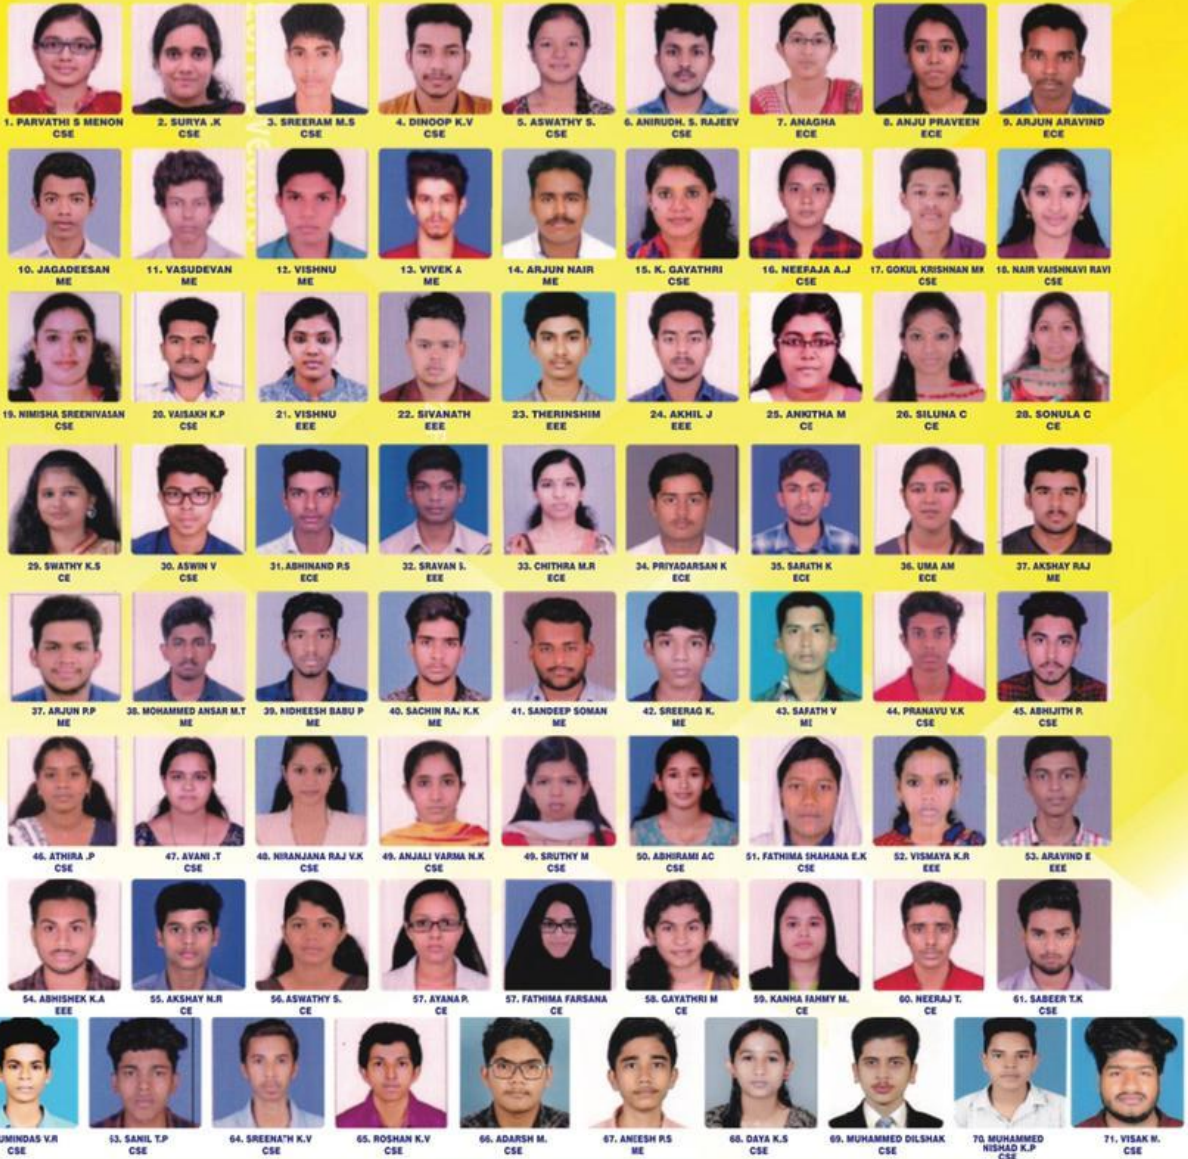 1. PARVATHI S MENON
CSE
2. SURYA .K
CSE
3. SREERAM M.S
CSE
4. DINOOP K.V
CSE
5. ASWATHY S.
CSE
6. ANIRUDH. S. RAJEEV
CSE
7. ANAGHA
ECE
8. ANJU PRAVEEN
ECE
9. ARJUN ARAVIND
ECE
10. JAGADEESAN
ME
11. VASUDEVAN
ME
12. VISHNU
ME
13. VIVEK A
ME
14. ARJUN NAIR
ME
15. K. GAYATHRI
CSE
16. NEERAJA A.J
CSE
17. GOKUL KRISHNAN MK
CSE
18. NAIR VAISHNAVI RAVI
CSE
19. NIMISHA SREENIVASAN
CSE
20. VAISAKH K.P
CSE
21. VISHNU
EEE
22. SIVANATH
EEE
23. THERINSHIM
EEE
24. AKHIL J
EEE
25. ANKITHA M
CE
26. SILUNA C
CE
28. SONULA C
CE
29. SWATHY K.S
CE
30. ASWIN V
CSE
31. ABHINAND P.S
ECE
32. SRAVAN S.
EEE
33. CHITHRA M.R
ECE
34. PRIYADARSAN K
ECE
35. SARATH K
ECE
36. UMA AM
ECE
37. AKSHAY RAJ
ME
37. ARJUN P.P
ME
38. MOHAMMED ANSAR M.T
ME
39. NIDHEESH BABU P
ME
40. SACHIN RAJ K.K
ME
41. SANDEEP SOMAN
ME
42. SREERAG K.
ME
43. SARATH V
ME
44. PRANAVU V.K
CSE
45. ABHIJITH P.
CSE
46. ATHIRA .P
CSE
47. AVANI .T
CSE
48. NIRANJANA RAJ V.K
CSE
49. ANJALI VARMA N.K
CSE
49. SRUTHY M
CSE
50. ABHIRAMI AC
CSE
51. FATHIMA SHAHANA E.K
CSE
52. VISMAYA K.R
EEE
53. ARAVIND E
EEE
54. ABHISHEK K.A
EEE
55. AKSHAY N.R
CE
56. ASWATHY S.
CE
57. AYANA P.
CE
57. FATHIMA FARSANA
CE
58. GAYATHRI M
CE
59. KANHA FAHMY M.
CE
60. NEERAJ T.
CE
61. SABEER T.K
CSE
UMINDAS V.R
CSE
63. SANIL T.P
CSE
64. SREENATH K.V
CSE
65. ROSHAN K.V
CSE
66. ADARSH M.
CSE
67. ANEESH P.S
ME
68. DAYA K.S
CSE
69. MUHAMMED DILSHAK
CSE
70. MUHAMMED
NISHAD K.P
CSE
71. VISAK M.
CSE